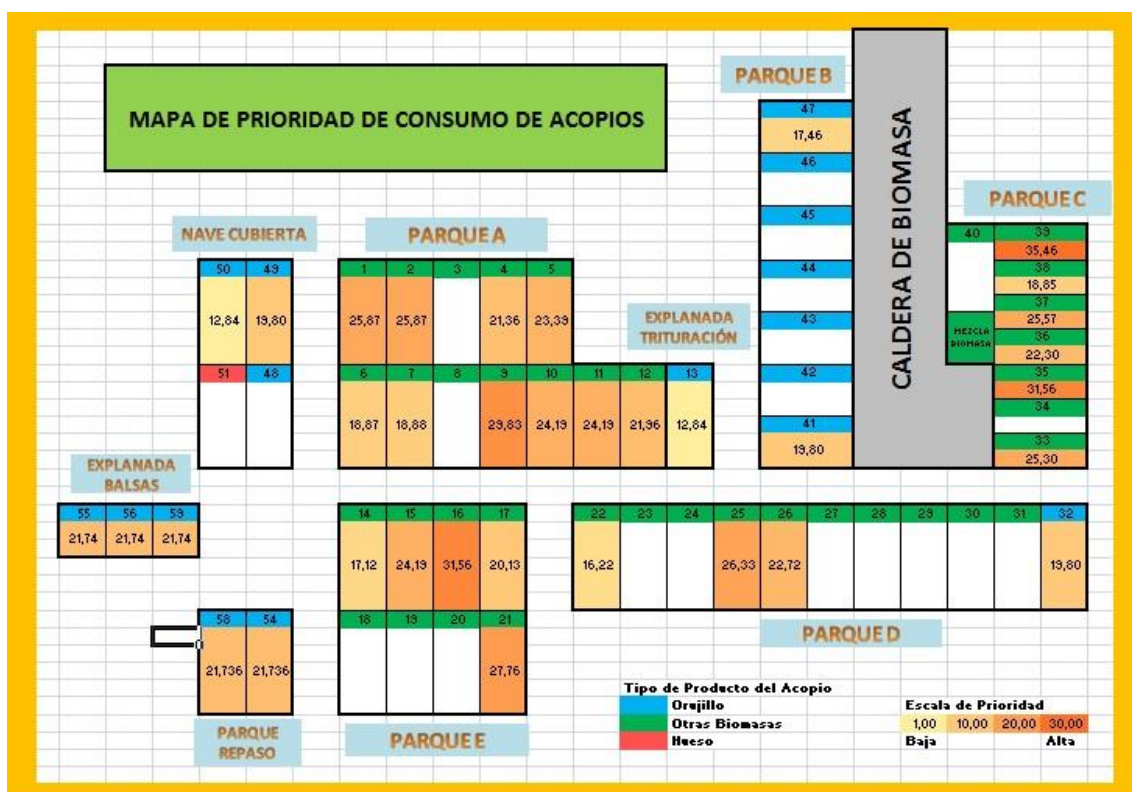 MAPA DE PRIORIDAD DE CONSUMO DE ACOPIOS
PARQUE B
47
17,46
46
45
44
43
42
41
19,80
CALDERA DE BIOMASA
PARQUE C
40
MEZCLA
BIOMASA
39
35,46
38
18,85
37
25,57
36
22,30
35
31,56
34
33
25,30
NAVE CUBIERTA
50 49
12,84 19,80
51 48
PARQUE A
1 2 3 4 5
25,87 25,87 21,36 23,39
EXPLANADA
TRITURACIÓN
6 7 8 9 10 11 12 13
18,87 18,88 29,83 24,19 24,19 21,96 12,84
EXPLANADA
BALSAS
55 56 59
21,74 21,74 21,74
14 15 16 17
17,12 24,19 31,56 20,13
18 19 20 21
27,76
PARQUE E
22 23 24 25 26 27 28 29 30 31 32
16,22 26,33 22,72 19,80
PARQUE D
58 54
21,736 21,736
PARQUE
REPASO
Tipo de Producto del Acopio
Orujillo
Otras Biomasas
Hueso
Escala de Prioridad
1,00 10,00 20,00 30,00
Baja Alta